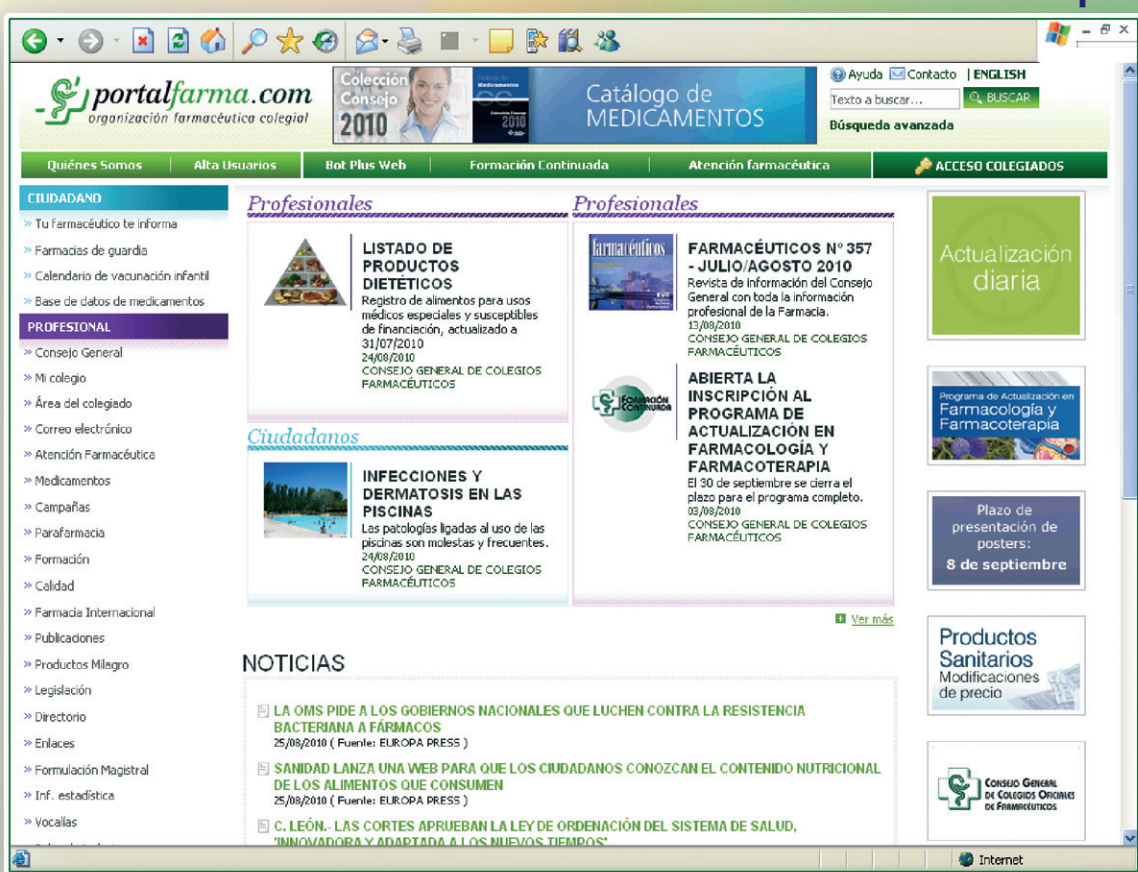 portalfarma.com
organización farmacéutica colegial
Colección
Consejo
2010
Catálogo de
MEDICAMENTOS
Ayuda Contacto | ENGLISH
Texto a buscar... BUSCAR
Búsqueda avanzada
Quiénes Somos | Alta Usuarios
Bot Plus Web | Formación Continuada | Atención farmacéutica
ACCESO COLEGIADOS
CIUDADANO
» Tu farmacéutico te informa
» Farmacias de guardia
» Calendario de vacunación infantil
» Base de datos de medicamentos
PROFESIONAL
» Consejo General
» Mi colegio
» Área del colegiado
» Correo electrónico
» Atención Farmacéutica
» Medicamentos
» Campañas
» Parafarmacia
» Formación
» Calidad
» Farmacia Internacional
» Publicaciones
» Productos Milagro
» Legislación
» Directorio
» Enlaces
» Formulación Magistral
» Inf. estadística
» Vocalías
Profesionales
LISTADO DE
PRODUCTOS
DIETÉTICOS
Registro de alimentos para usos
médicos especiales y susceptibles
de financiación, actualizado a
31/07/2010
24/08/2010
CONSEJO GENERAL DE COLEGIOS
FARMACÉUTICOS
Ciudadanos
INFECCIONES Y
DERMATOSIS EN LAS
PISCINAS
Las patologías ligadas al uso de las
piscinas son molestas y frecuentes.
24/08/2010
CONSEJO GENERAL DE COLEGIOS
FARMACÉUTICOS
Profesionales
farmacéuticos
FARMACÉUTICOS Nº 357
- JULIO/AGOSTO 2010
Revista de Información del Consejo
General con toda la información
profesional de la Farmacia.
13/08/2010
CONSEJO GENERAL DE COLEGIOS
FARMACÉUTICOS
FORMACIÓN
CONTINUADA
ABIERTA LA
INSCRIPCIÓN AL
PROGRAMA DE
ACTUALIZACIÓN EN
FARMACOLOGÍA Y
FARMACOTERAPIA
El 30 de septiembre se cierra el
plazo para el programa completo.
03/08/2010
CONSEJO GENERAL DE COLEGIOS
FARMACÉUTICOS
Ver más
NOTICIAS
LA OMS PIDE A LOS GOBIERNOS NACIONALES QUE LUCHEN CONTRA LA RESISTENCIA
BACTERIANA A FÁRMACOS
25/08/2010 ( Fuente: EUROPA PRESS )
SANIDAD LANZA UNA WEB PARA QUE LOS CIUDADANOS CONOZCAN EL CONTENIDO NUTRICIONAL
DE LOS ALIMENTOS QUE CONSUMEN
25/08/2010 ( Fuente: EUROPA PRESS )
C. LEÓN.- LAS CORTES APRUEBAN LA LEY DE ORDENACIÓN DEL SISTEMA DE SALUD,
'INNOVADORA Y ADAPTADA A LOS NUEVOS TIEMPOS'
Actualización
diaria
Programa de Actualización en
Farmacología y
Farmacoterapia
Plazo de
presentación de
posters:
8 de septiembre
Productos
Sanitarios
Modificaciones
de precio
CONSEJO GENERAL
DE COLEGIOS OFICIALES
DE FARMACÉUTICOS
Internet